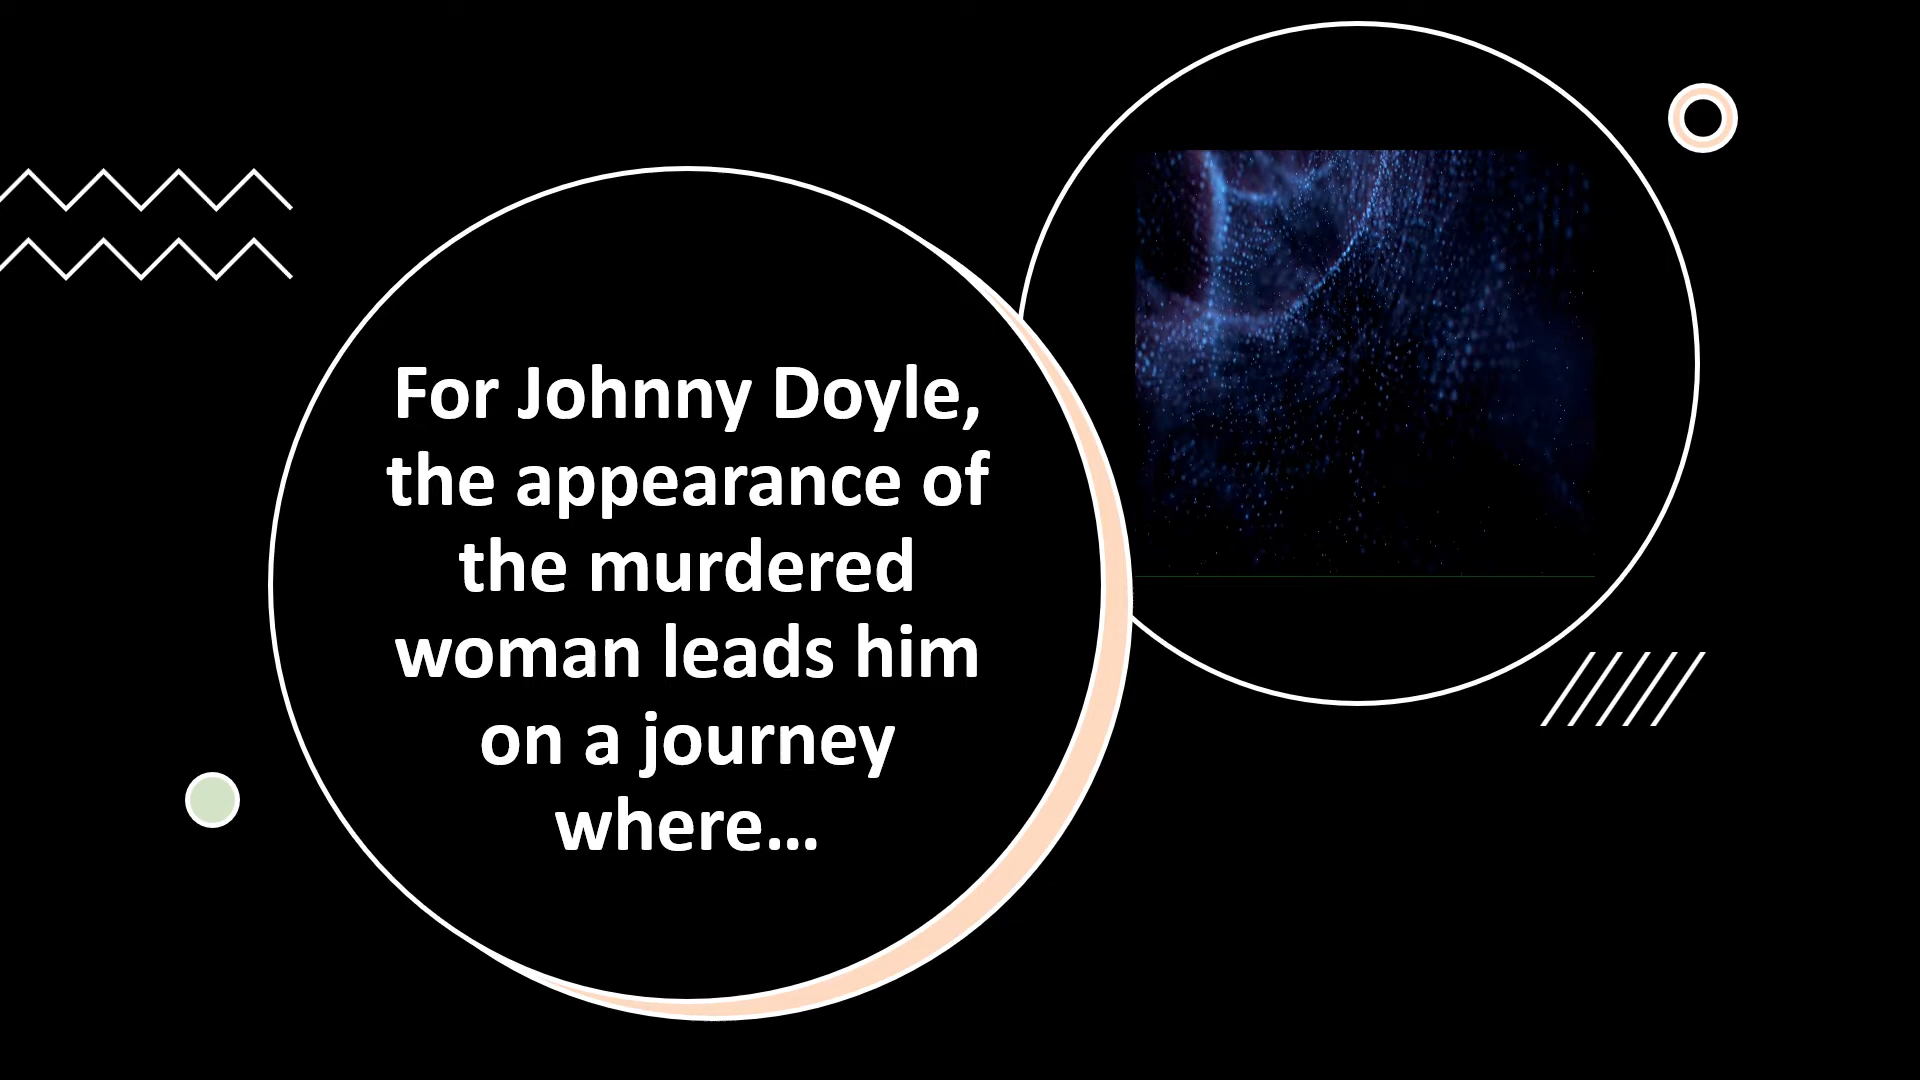 For Johnny Doyle,
the appearance of
the murdered
woman leads him
on a journey
where...